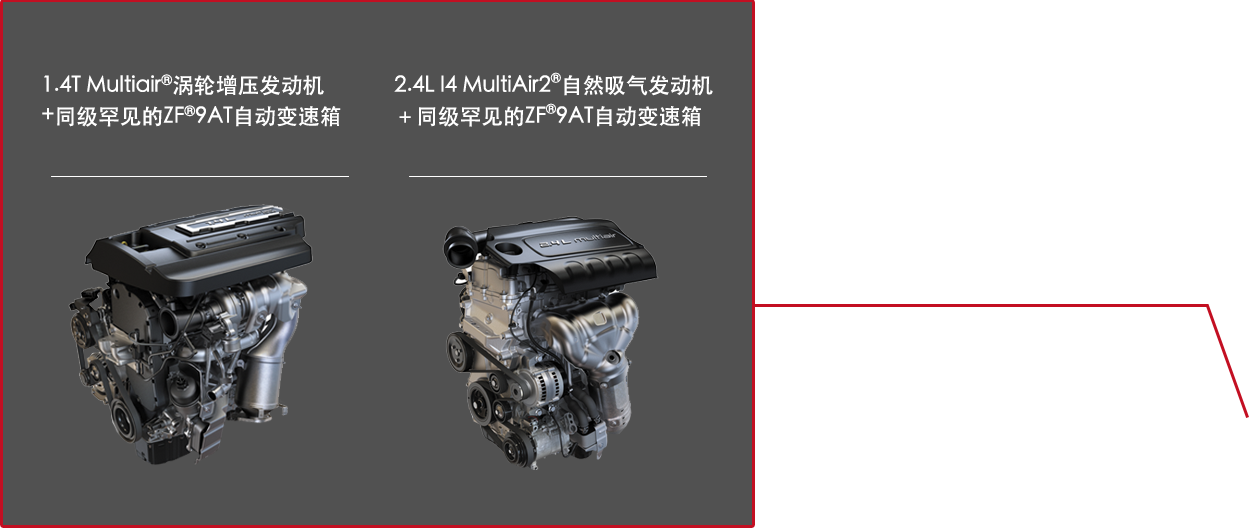 1.4T Multiair®涡轮增压发动机
+同级罕见的ZF®9AT自动变速箱
2.4L I4 MultiAir2®自然吸气发动机
+ 同级罕见的ZF®9AT自动变速箱
2.4L multiair